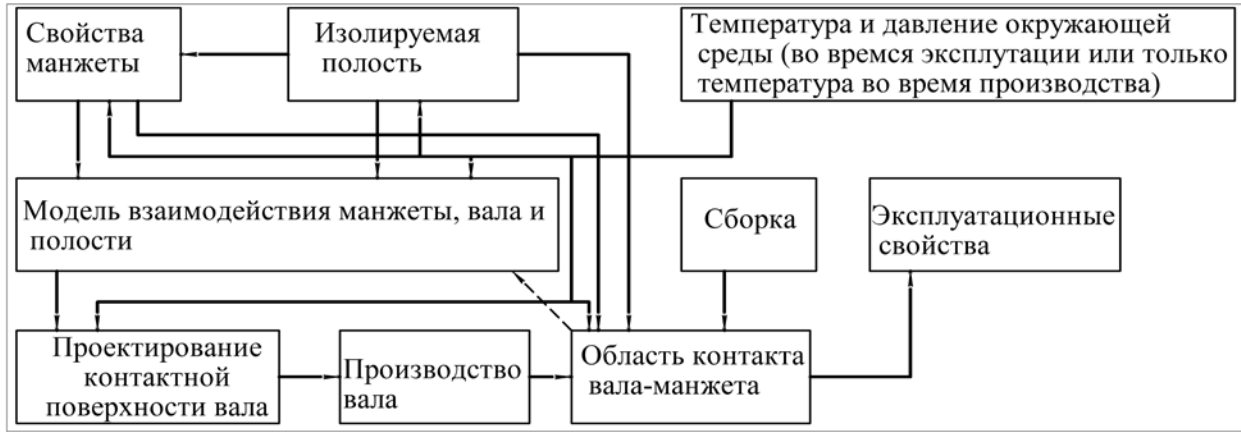 Свойства
манжеты
Изолируемая
полость
Температура и давление окружающей
среды (во времся эксплутации или только
температура во время производства)
Модель взаимодействия манжеты, вала и
полости
Сборка
Эксплуатационные
свойства
Проектирование
контактной
поверхности вала
Производство
вала
Область контакта
вала-манжета